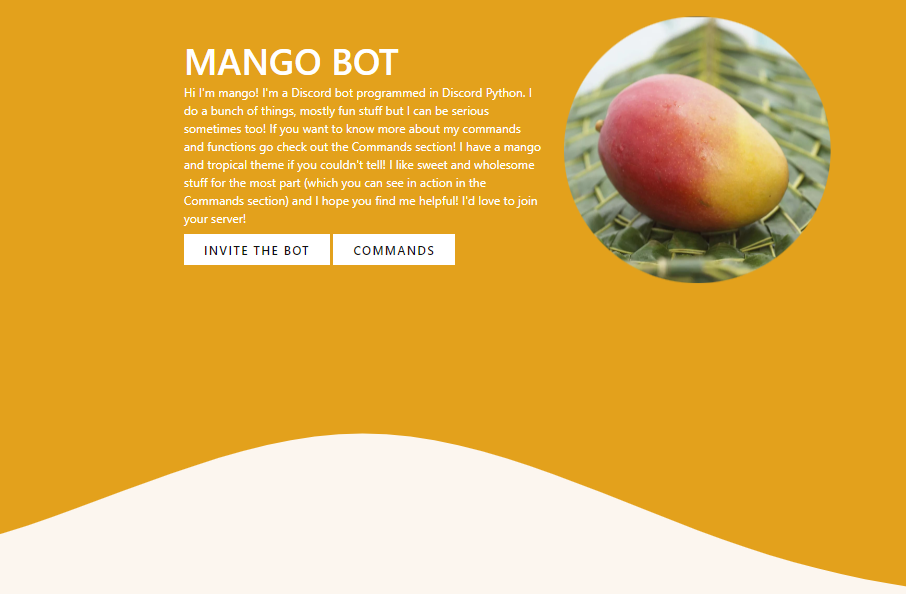 MANGO BOT
Hi I'm mango! I'm a Discord bot programmed in Discord Python. I
do a bunch of things, mostly fun stuff but I can be serious
sometimes too! If you want to know more about my commands
and functions go check out the Commands section! I have a mango
and tropical theme if you couldn't tell! I like sweet and wholesome
stuff for the most part (which you can see in action in the
Commands section) and I hope you find me helpful! I'd love to join
your server!
INVITE THE BOT COMMANDS